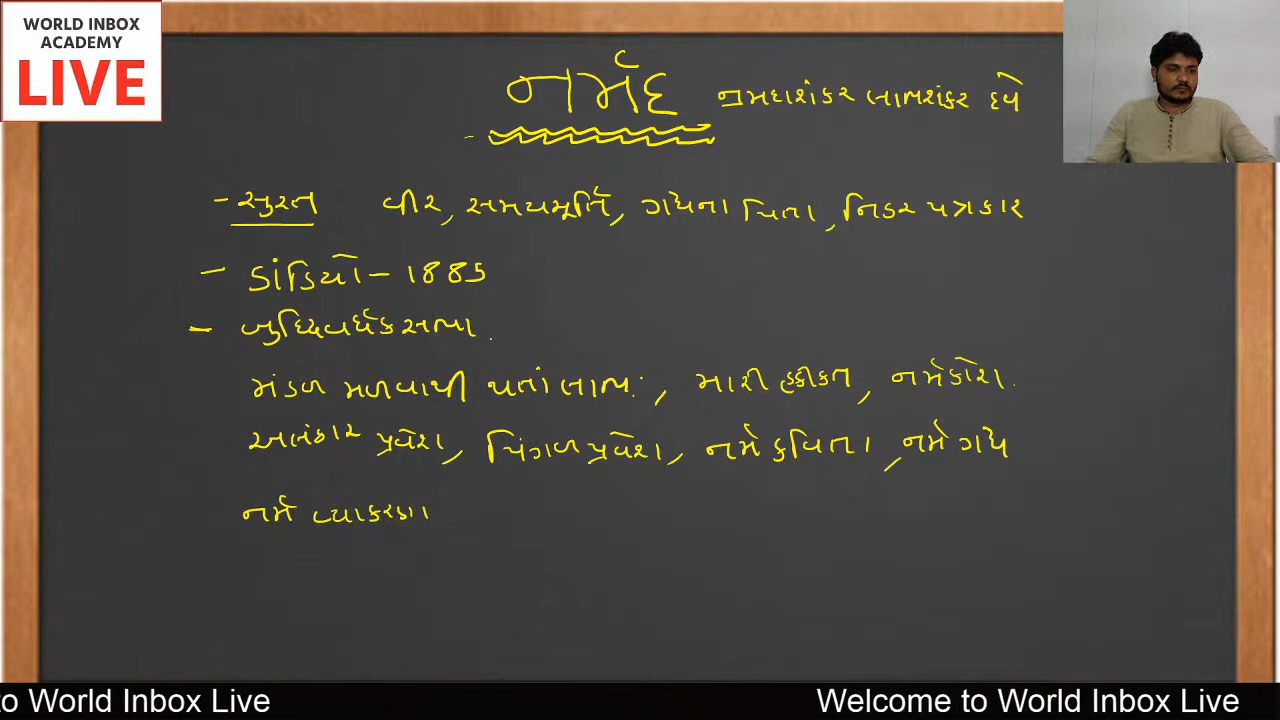 WORLD INBOX
ACADEMY
LIVE
નર્મદ નર્મદાશંકર લાલશંકર દવે
- સુરત વીર, સમયમૂર્તિ, ગદ્યના પિતા, નિડર પત્રકાર
- ડાંડિયો - 1885
- બુધ્ધિવર્ધક સભા.
મંડળ મળવાથી થતાં લાભ:, મારી હકીકત, નર્મકોશ.
અલંકાર પ્રવેશ, પિંગળ પ્રવેશ, નર્મ કવિતા, નર્મ ગદ્ય
નર્મ વ્યાકરણ
to World Inbox Live Welcome to World Inbox Live